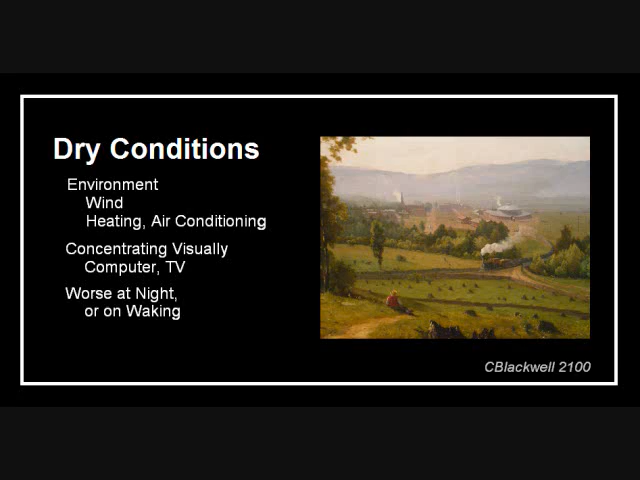 Dry Conditions
Environment
Wind
Heating, Air Conditioning
Concentrating Visually
Computer, TV
Worse at Night,
or on Waking
CBlackwell 2100